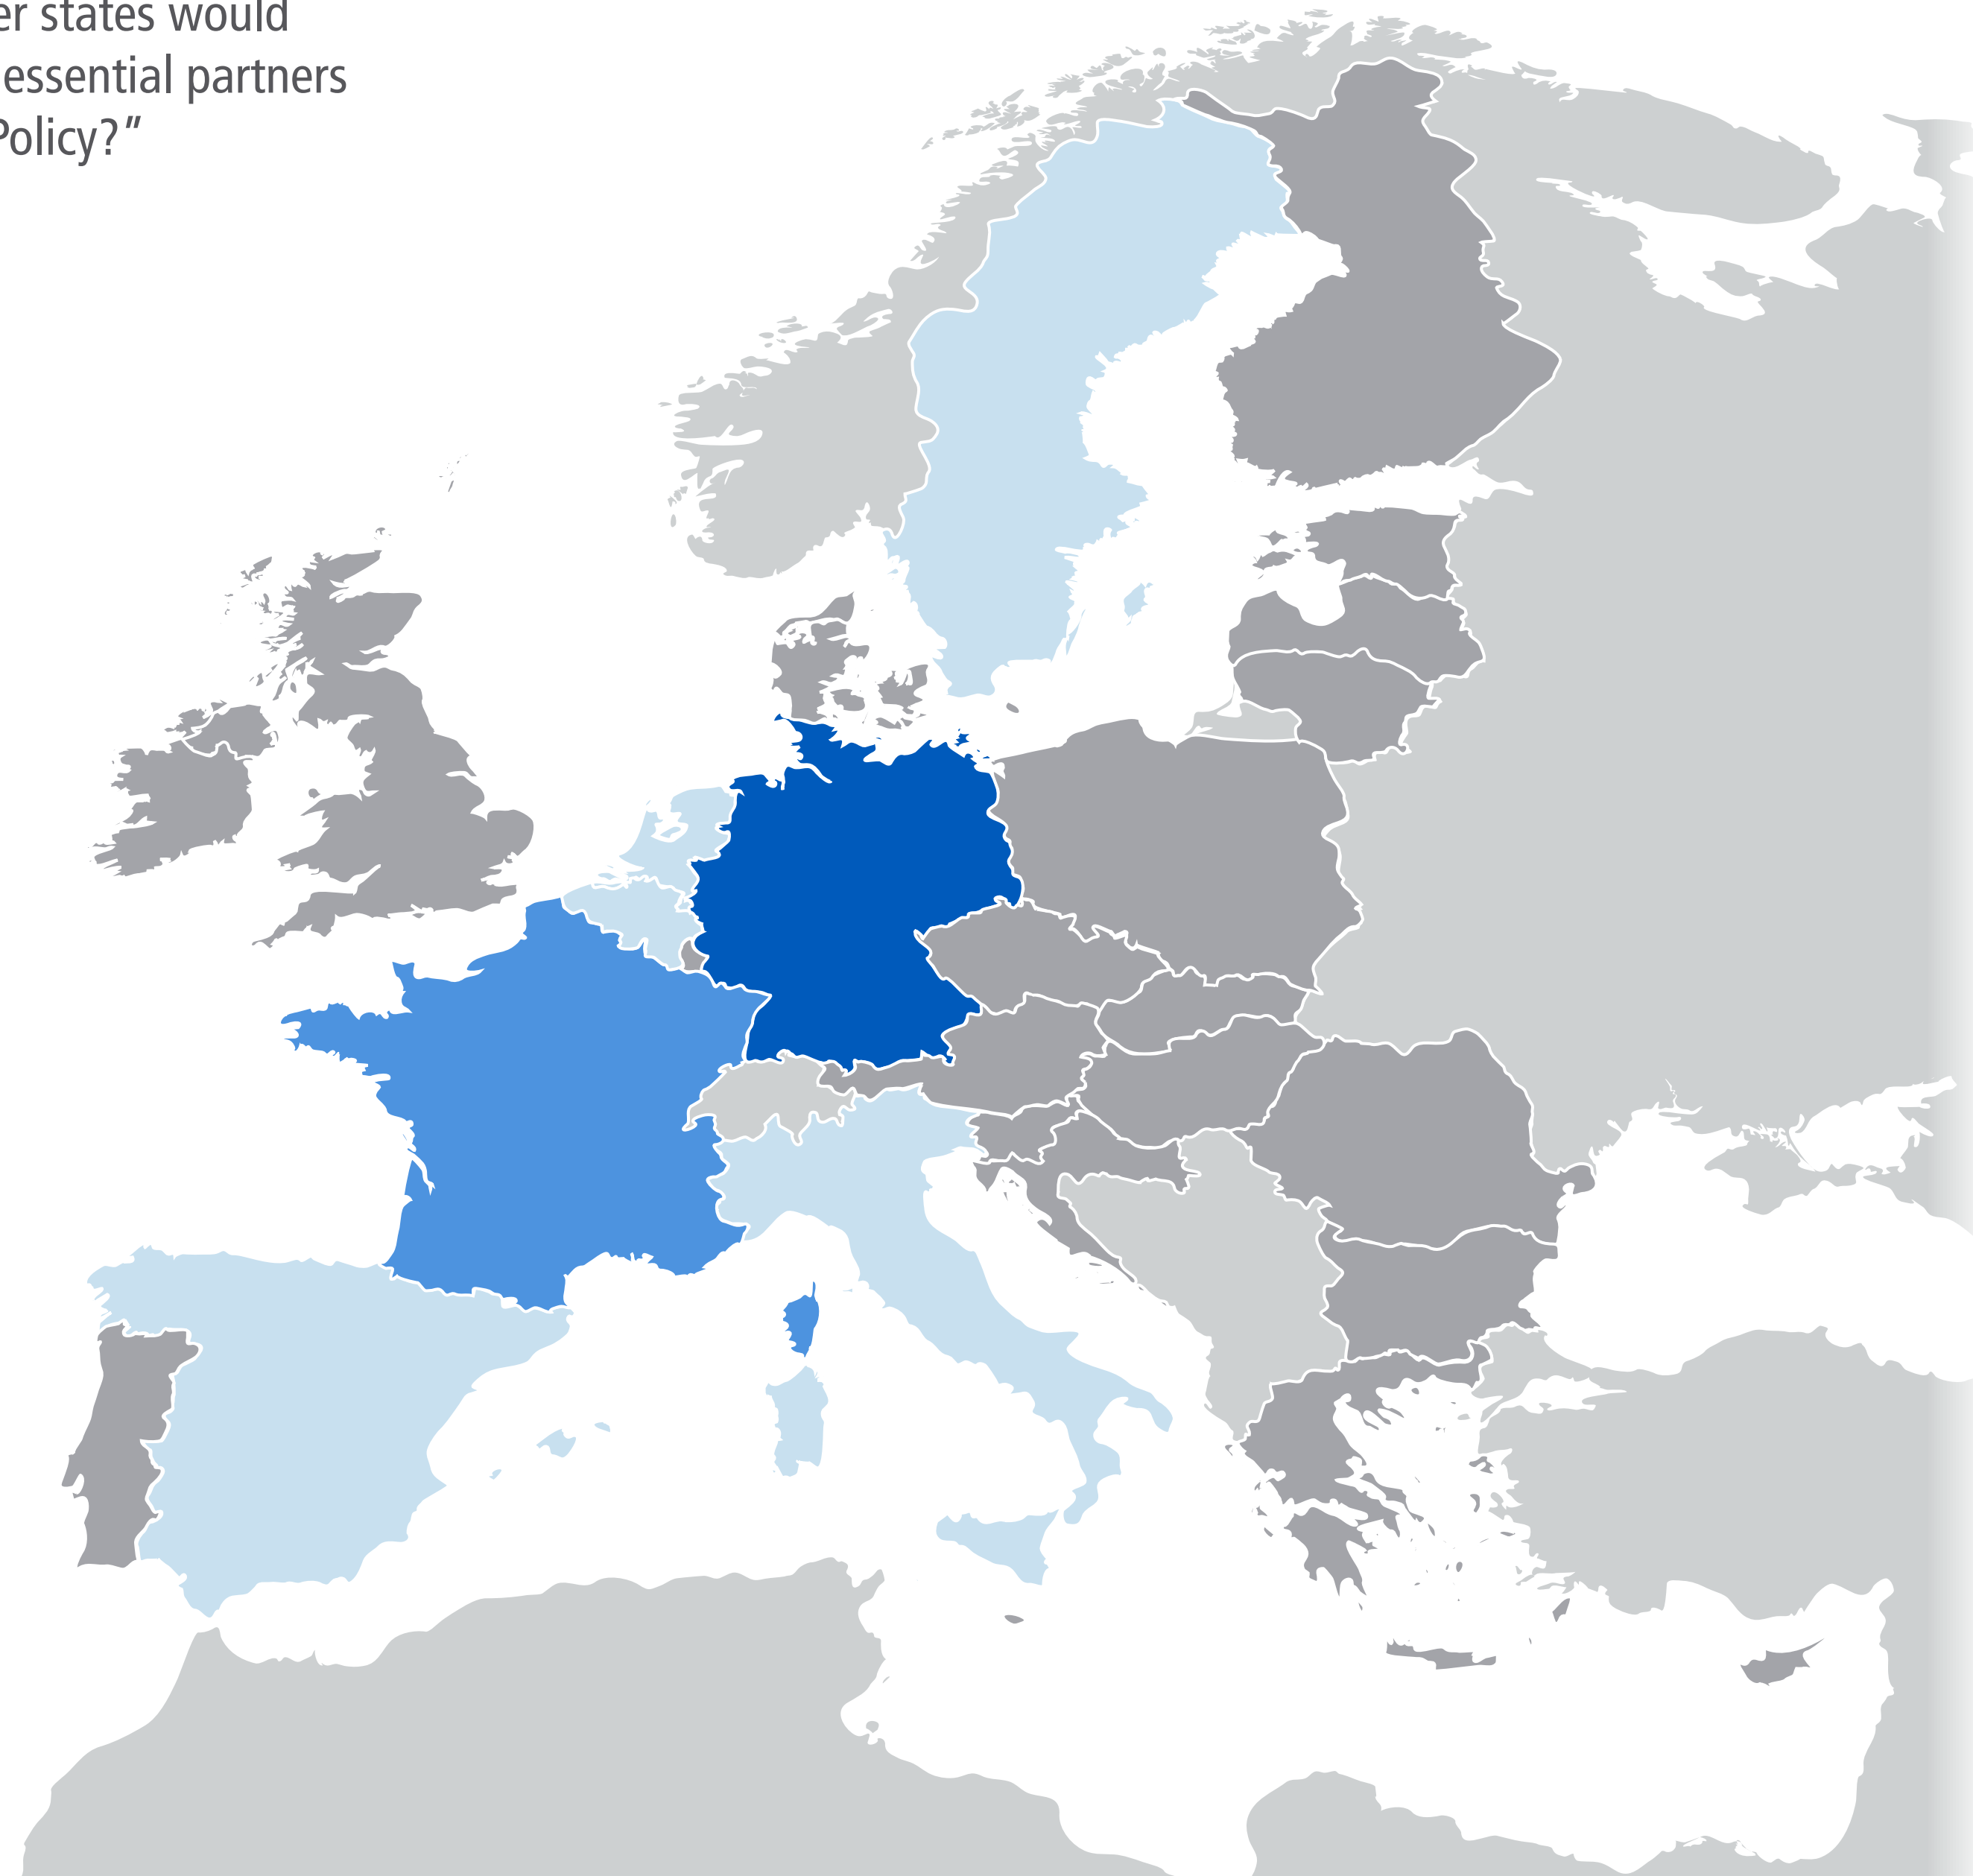 er states would
essential partners
Policy?”